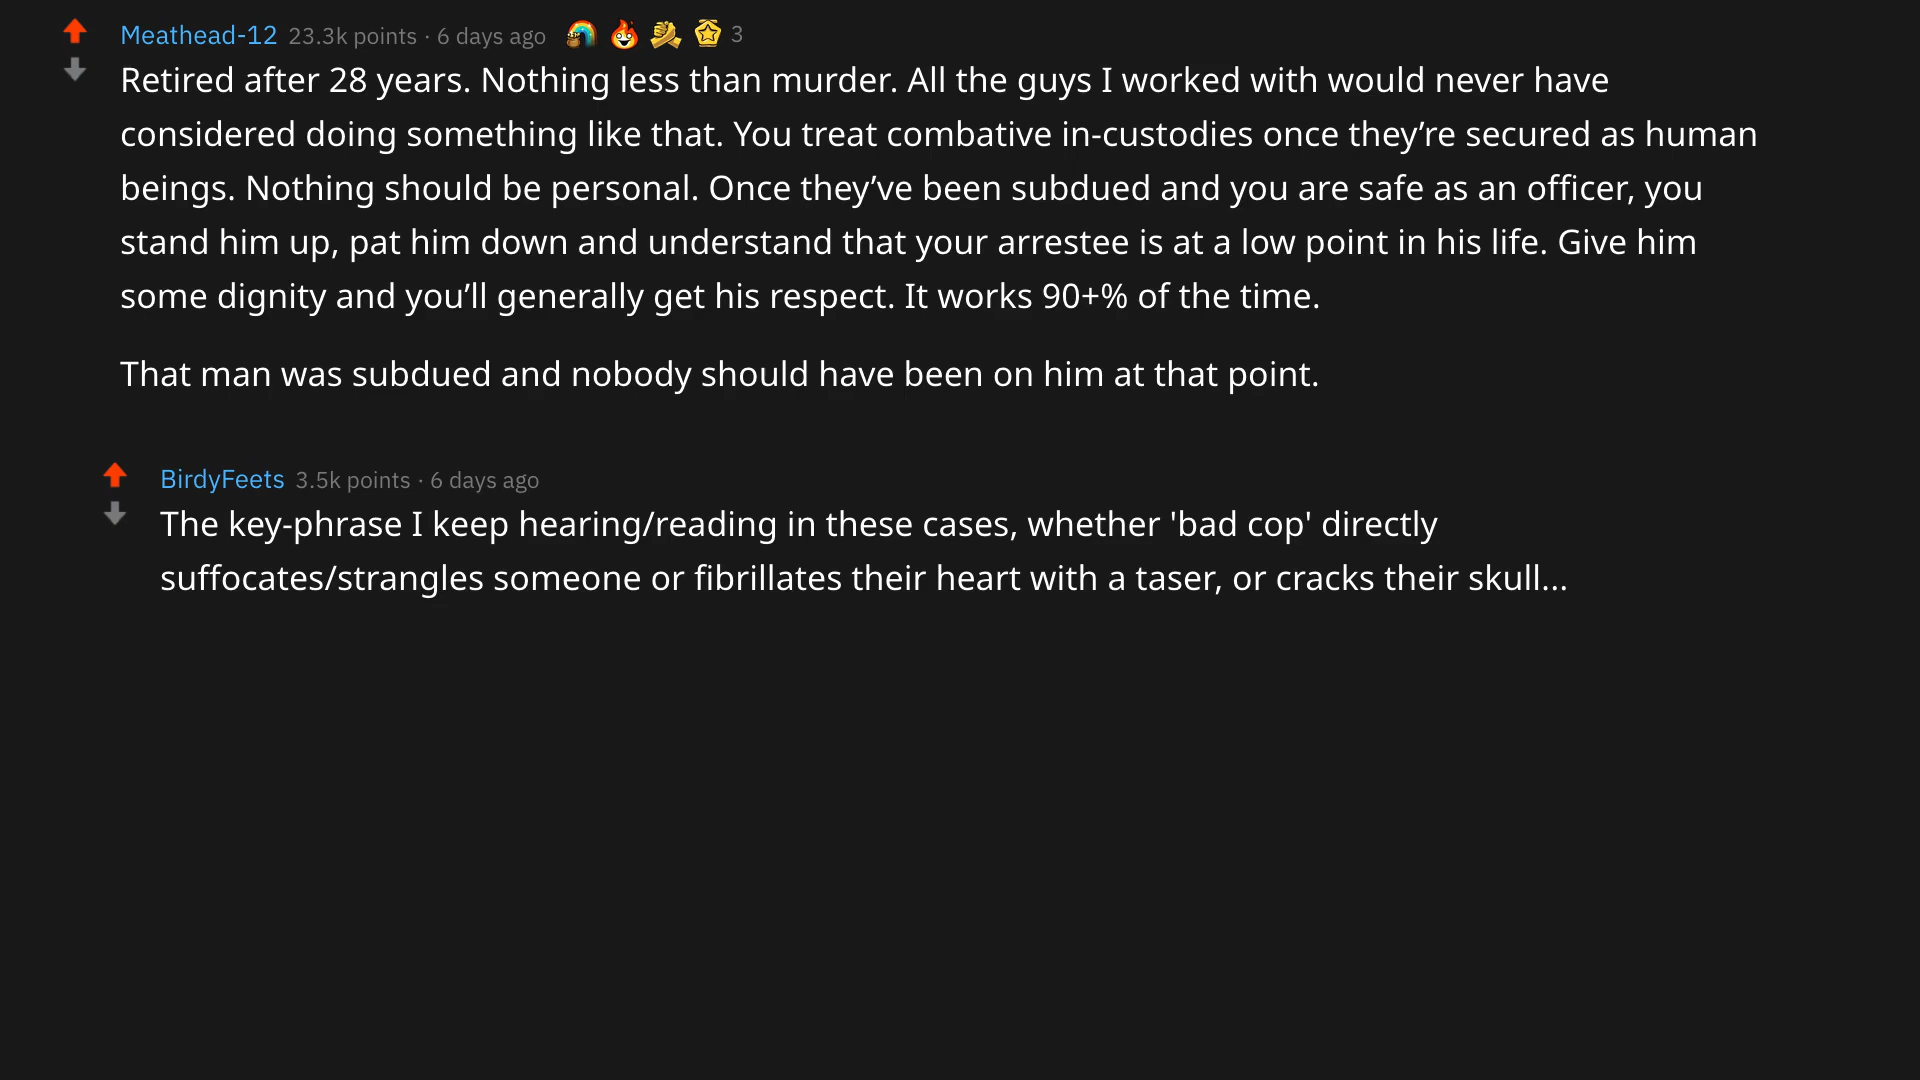 Meathead-12 23.3k points · 6 days ago 3
Retired after 28 years. Nothing less than murder. All the guys I worked with would never have
considered doing something like that. You treat combative in-custodies once they’re secured as human
beings. Nothing should be personal. Once they’ve been subdued and you are safe as an officer, you
stand him up, pat him down and understand that your arrestee is at a low point in his life. Give him
some dignity and you’ll generally get his respect. It works 90+% of the time.
That man was subdued and nobody should have been on him at that point.
BirdyFeets 3.5k points · 6 days ago
The key-phrase I keep hearing/reading in these cases, whether 'bad cop' directly
suffocates/strangles someone or fibrillates their heart with a taser, or cracks their skull...